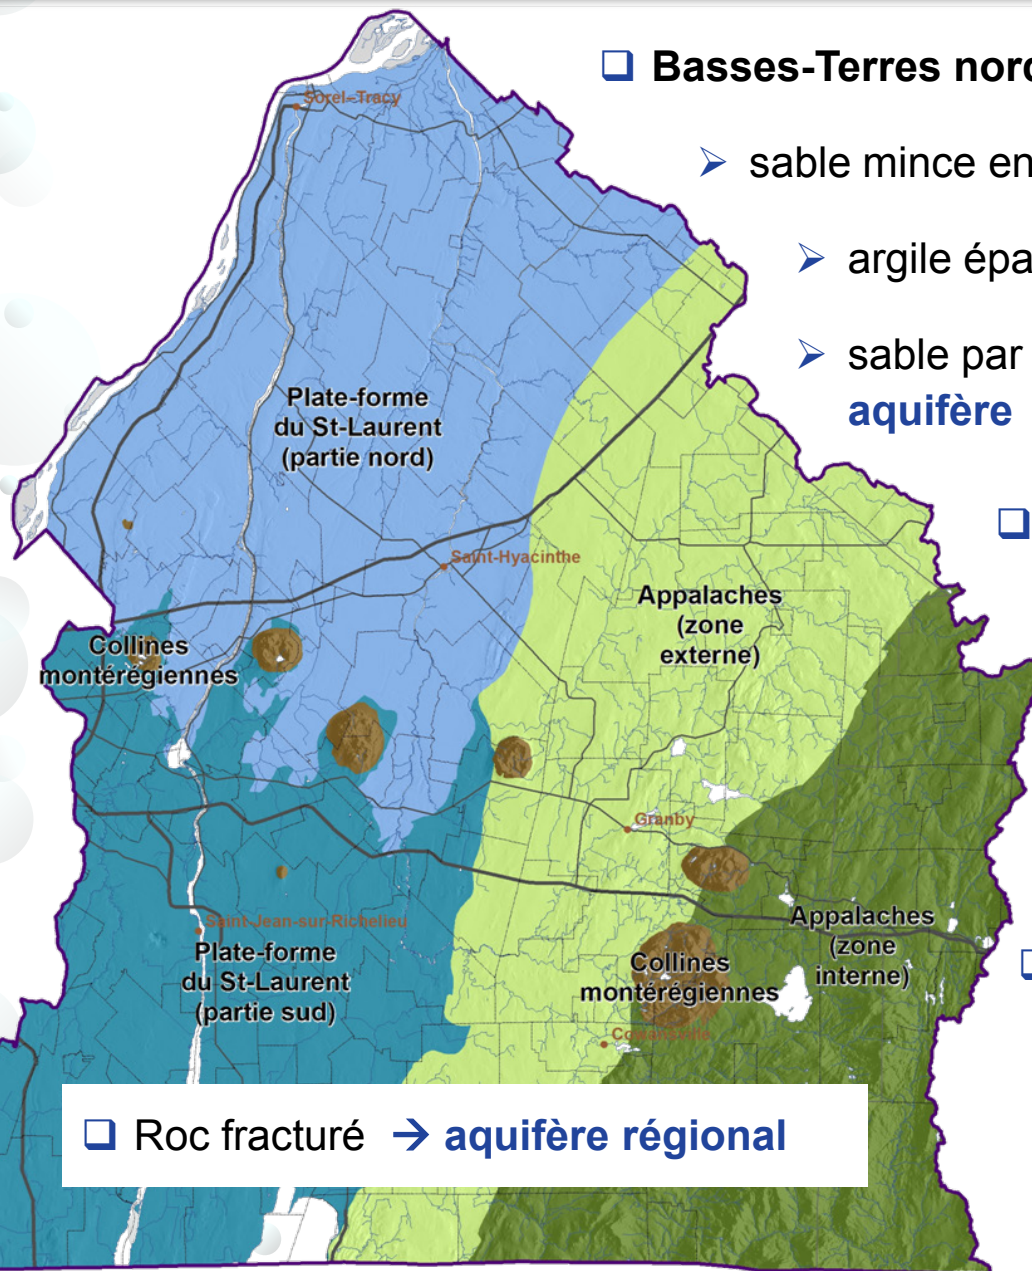 Basses-Terres nord
sable mince en
argile épa
sable par
aquifère
Sorel-Tracy
Plate-forme
du St-Laurent
(partie nord)
Saint-Hyacinthe
Appalaches
(zone
externe)
Collines
montérégiennes
Granby
Appalaches
(zone
interne)
Saint-Jean-sur-Richelieu
Plate-forme
du St-Laurent
(partie sud)
Collines
montérégiennes
Cowansville
Roc fracturé → aquifère régional